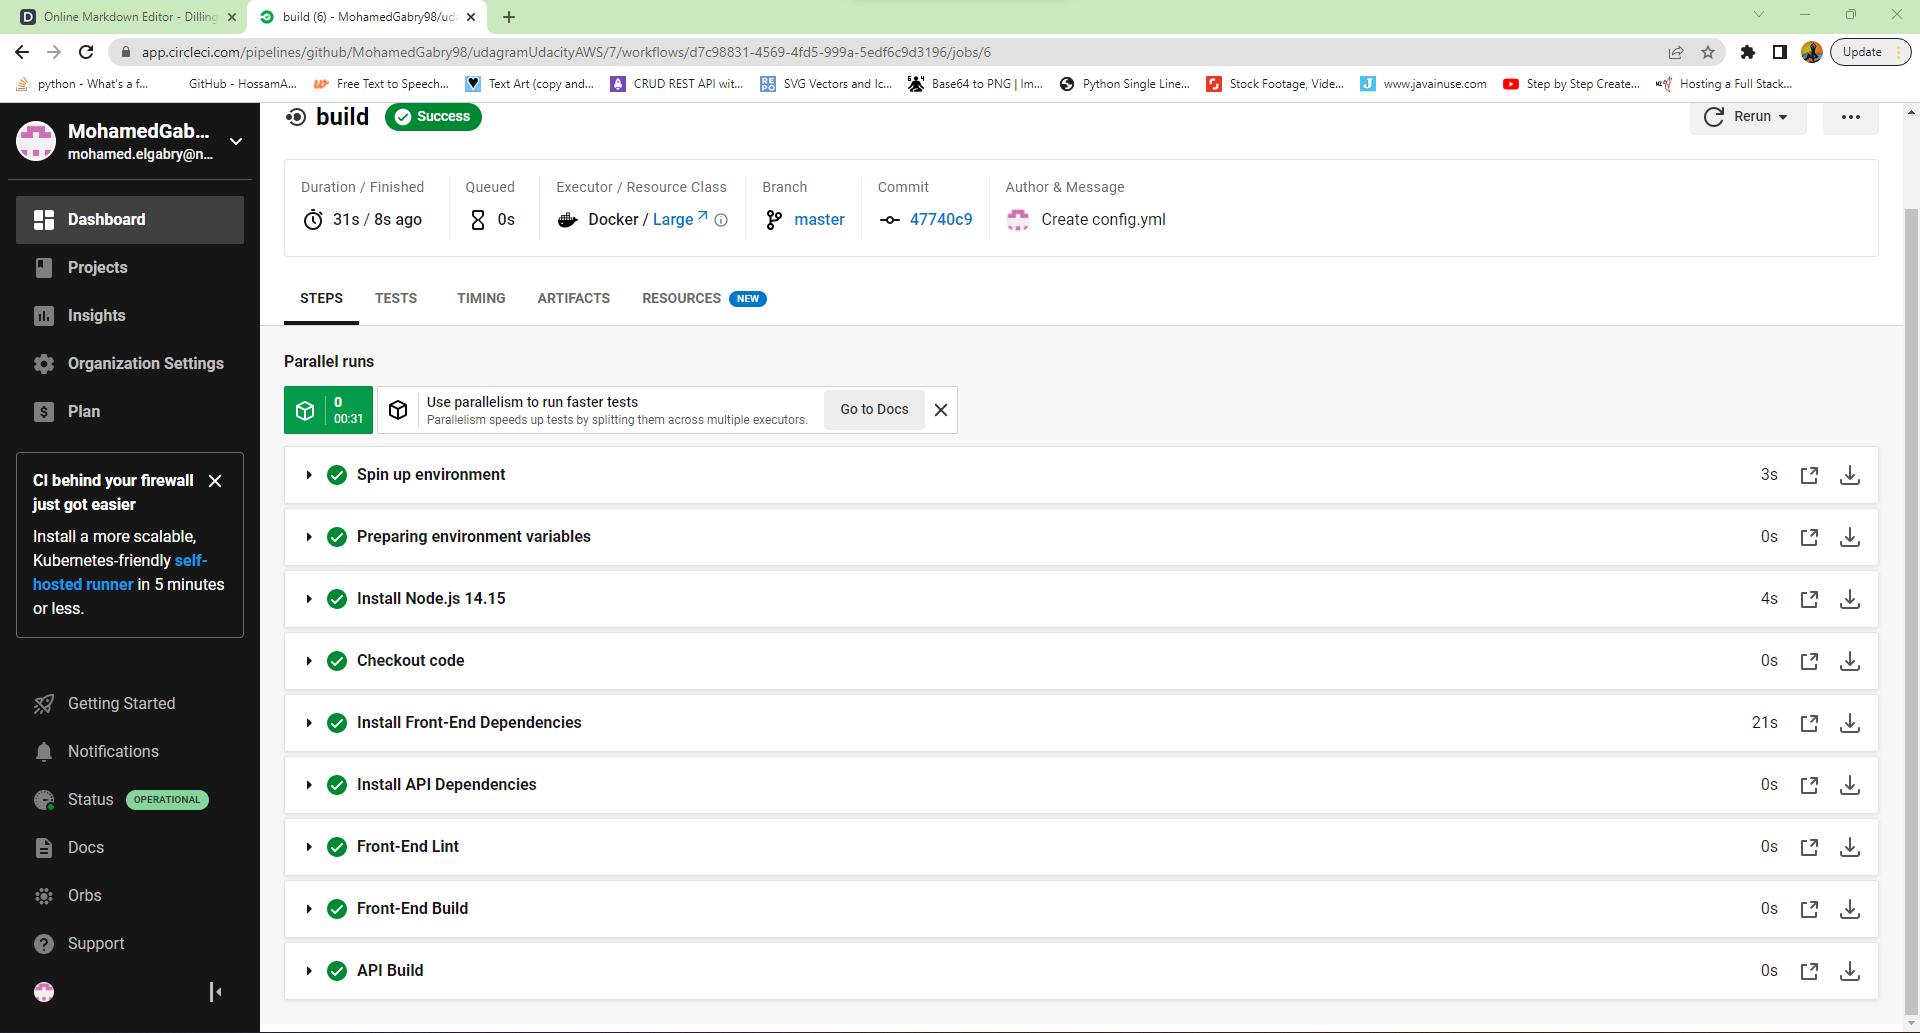 Online Markdown Editor - Dilling
build (6) - MohamedGabry98/uda
app.circleci.com/pipelines/github/MohamedGabry98/udagramUdacityAWS/7/workflows/d7c98831-4569-4fd5-999a-5edf6c9d3196/jobs/6
Update
python - What's a f...
GitHub - HossamA...
Free Text to Speech...
Text Art (copy and...
CRUD REST API wit...
SVG Vectors and Ic...
Base64 to PNG | Im...
Python Single Line...
Stock Footage, Vide...
www.javainuse.com
Step by Step Create...
Hosting a Full Stack...
MohamedGab...
mohamed.elgabry@n...
Dashboard
Projects
Insights
Organization Settings
Plan
CI behind your firewall
just got easier
Install a more scalable,
Kubernetes-friendly self-
hosted runner in 5 minutes
or less.
Getting Started
Notifications
Status OPERATIONAL
Docs
Orbs
Support
build Success
Rerun
Duration / Finished
31s / 8s ago
Queued
0s
Executor / Resource Class
Docker / Large
Branch
master
Commit
47740c9
Author & Message
Create config.yml
STEPS TESTS TIMING ARTIFACTS RESOURCES NEW
Parallel runs
0
00:31
Use parallelism to run faster tests
Parallelism speeds up tests by splitting them across multiple executors.
Go to Docs
Spin up environment 3s
Preparing environment variables 0s
Install Node.js 14.15 4s
Checkout code 0s
Install Front-End Dependencies 21s
Install API Dependencies 0s
Front-End Lint 0s
Front-End Build 0s
API Build 0s